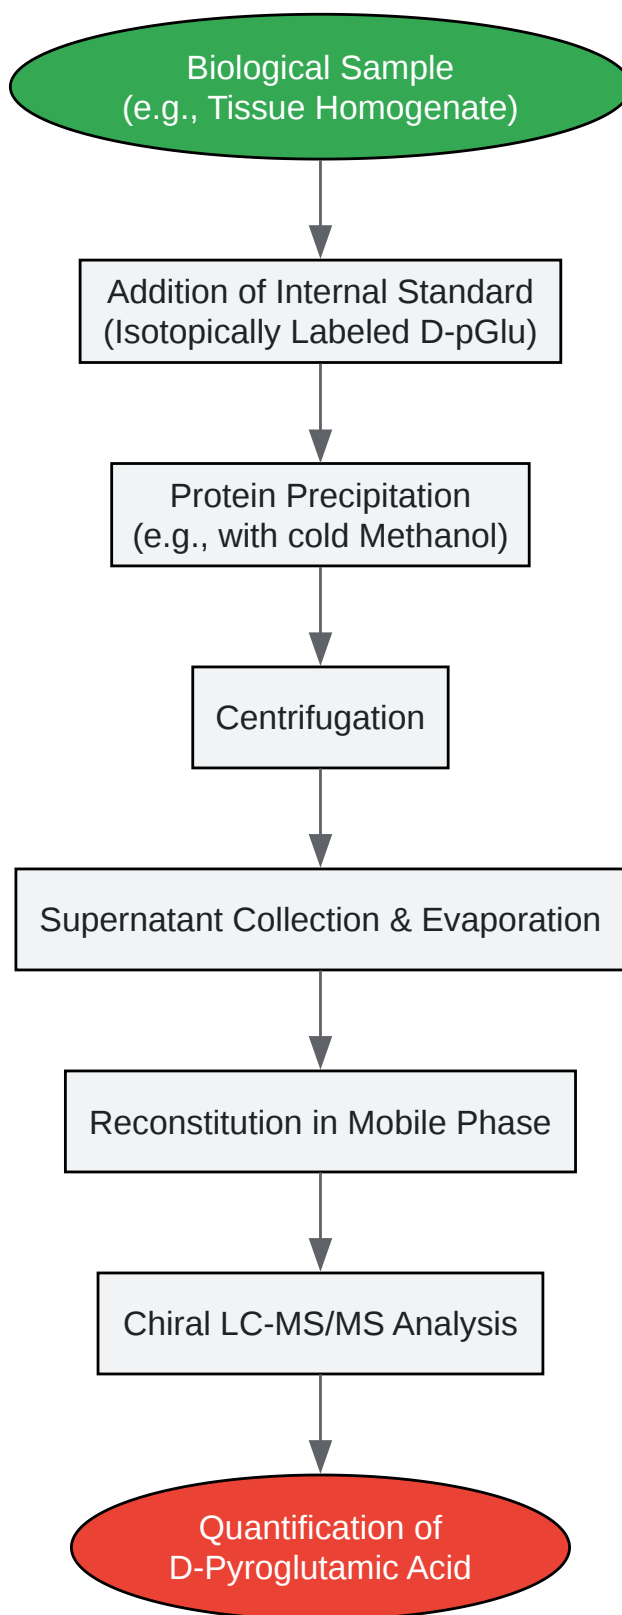 Biological Sample
(e.g., Tissue Homogenate)
Addition of Internal Standard
(Isotopically Labeled D-pGlu)
Protein Precipitation
(e.g., with cold Methanol)
Centrifugation
Supernatant Collection & Evaporation
Reconstitution in Mobile Phase
Chiral LC-MS/MS Analysis
Quantification of
D-Pyroglutamic Acid